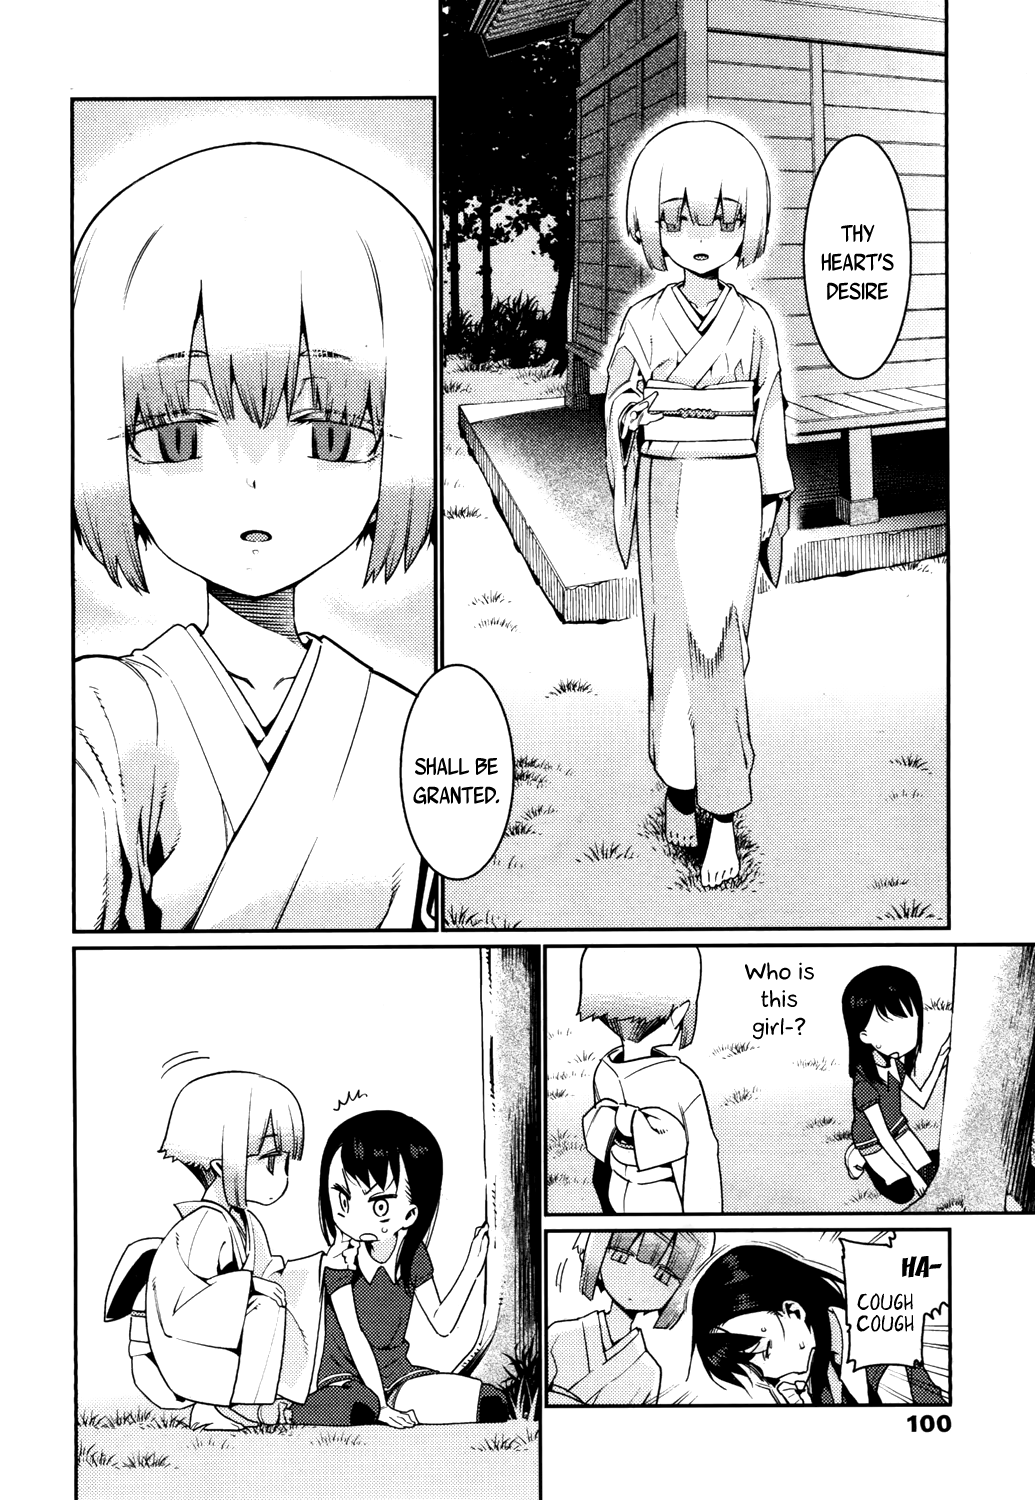 THY
HEART'S
DESIRE
SHALL BE
GRANTED.
Who is
this
girl-?
HA-
COUGH
COUGH
100